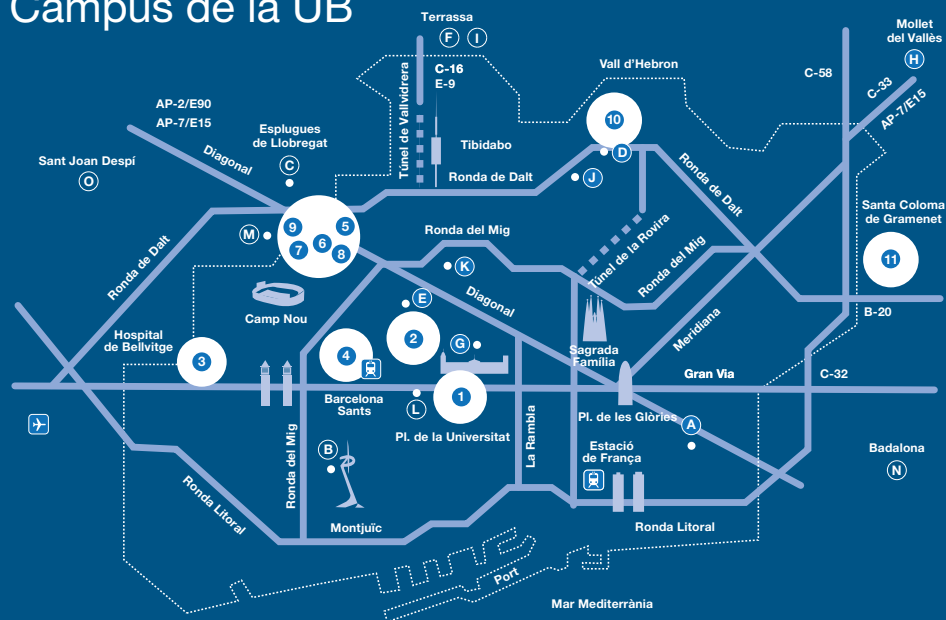 Campus de la UB
Terrassa
F I
Mollet
del Vallès
H
C-16
E-9
Vall d'Hebron
C-58
C-33
AP-7/E15
AP-2/E90
AP-7/E15
Túnel de Vallvidrera
10
Esplugues
de Llobregat
C
Diagonal
Tibidabo
D
Sant Joan Despí
O
Ronda de Dalt
J
Ronda de Dalt
Santa Coloma
de Gramenet
11
M
9 5
6
7 8
Ronda del Mig
Túnel de la Rovira
Ronda del Mig
K
Ronda de Dalt
E
Diagonal
B-20
Camp Nou
Meridiana
Hospital
de Bellvitge
3
4
2
G
Sagrada
Família
Gran Via
C-32
Barcelona
Sants
L
1
Pl. de la Universitat
Pl. de les Glòries
A
La Rambla
Ronda del Mig
B
Estació
de França
Badalona
N
Ronda Litoral
Montjuïc
Ronda Litoral
Port
Mar Mediterrània